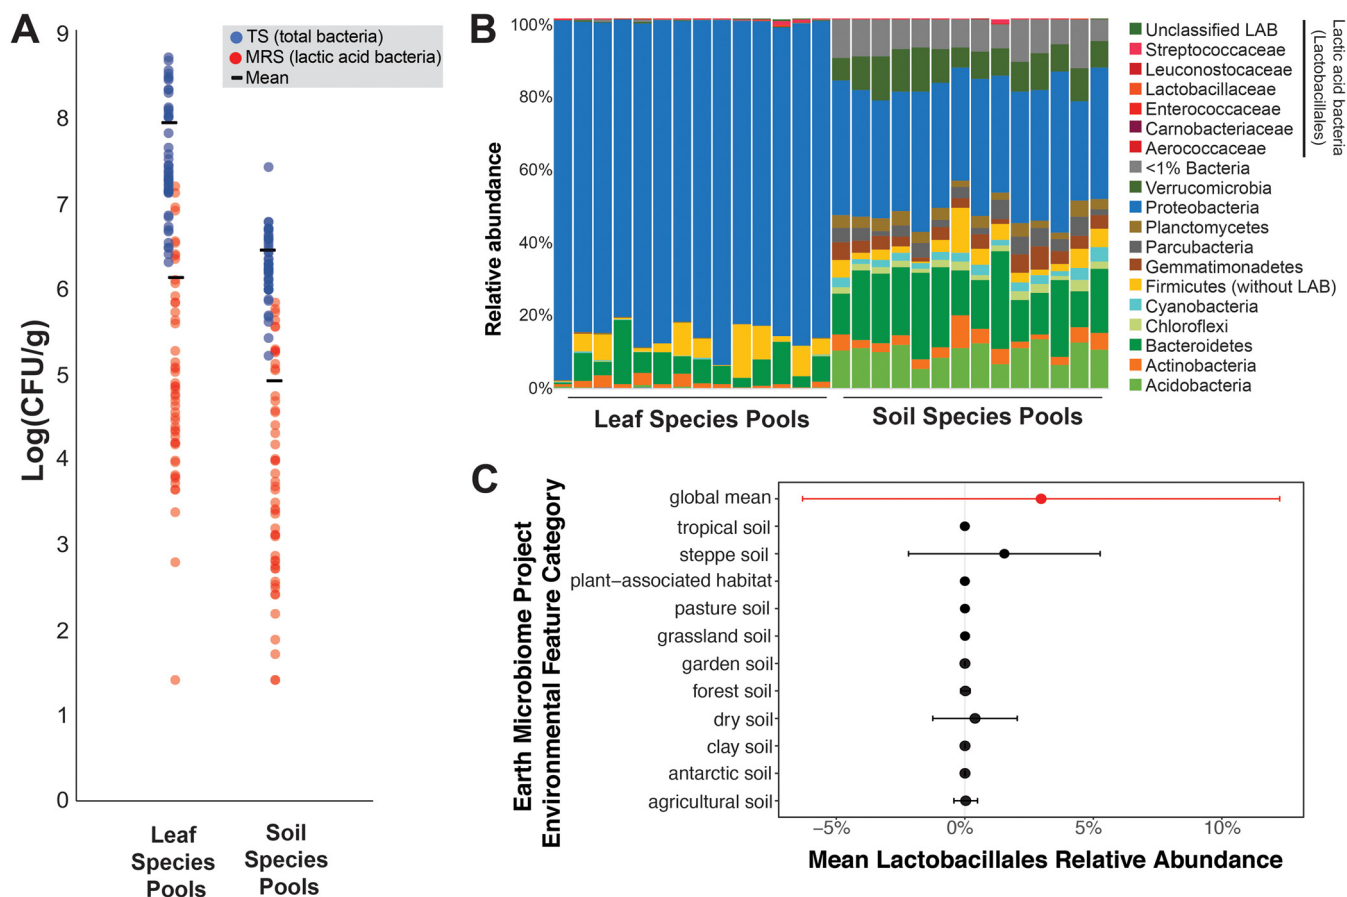 A
Log(CFU/g)
9
8
7
6
5
4
3
2
1
0
TS (total bacteria)
MRS (lactic acid bacteria)
Mean
Leaf
Species
Pools
Soil
Species
Pools
B
Relative abundance
100%
80%
60%
40%
20%
0%
Leaf Species Pools
Soil Species Pools
Unclassified LAB
Streptococcaceae
Leuconostocaceae
Lactobacillaceae
Enterococcaceae
Carnobacteriaceae
Aerococcaceae
<1% Bacteria
Verrucomicrobia
Proteobacteria
Planctomycetes
Parcubacteria
Gemmatimonadetes
Firmicutes (without LAB)
Cyanobacteria
Chloroflexi
Bacteroidetes
Actinobacteria
Acidobacteria
Lactic acid bacteria
(Lactobacillales)
C
Earth Microbiome Project
Environmental Feature Category
global mean
tropical soil
steppe soil
plant−associated habitat
pasture soil
grassland soil
garden soil
forest soil
dry soil
clay soil
antarctic soil
agricultural soil
−5%
0%
5%
10%
Mean Lactobacillales Relative Abundance